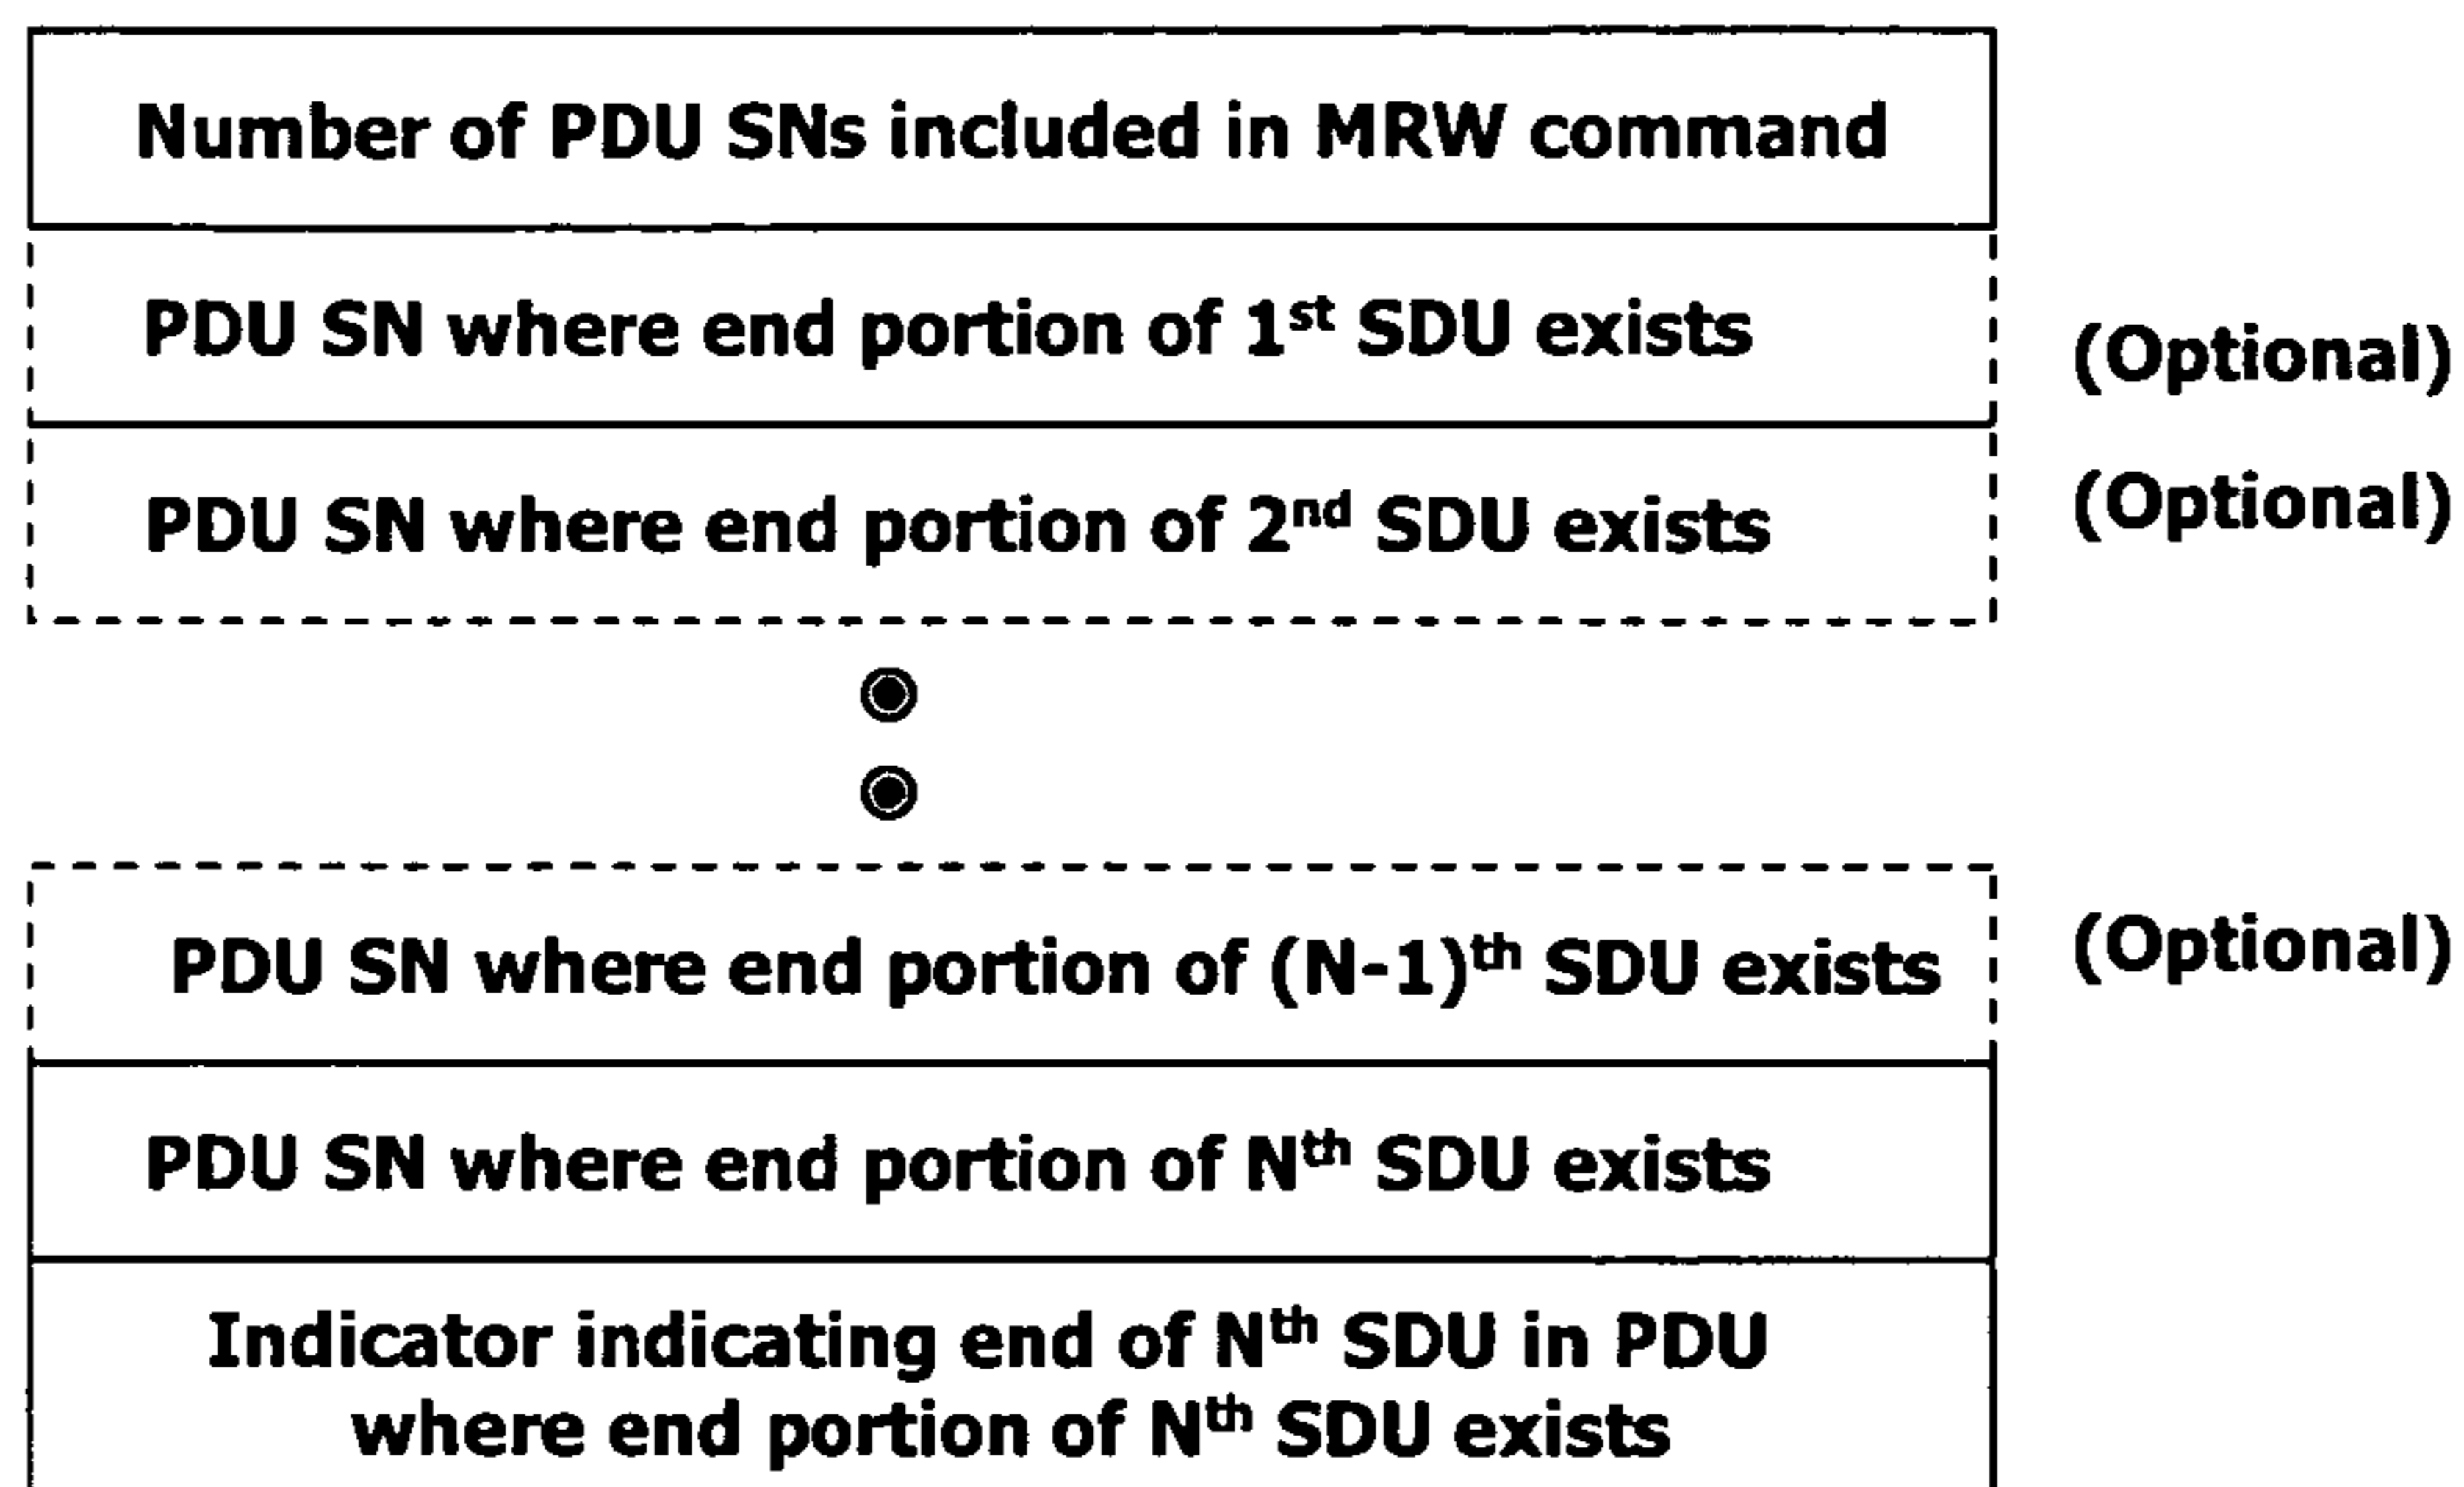 Number of PDU SNs included in MRW command
PDU SN where end portion of 1st SDU exists
(Optional)
PDU SN where end portion of 2nd SDU exists
(Optional)
PDU SN where end portion of (N-1)th SDU exists
(Optional)
PDU SN where end portion of Nth SDU exists
Indicator indicating end of Nth SDU in PDU
where end portion of Nth SDU exists